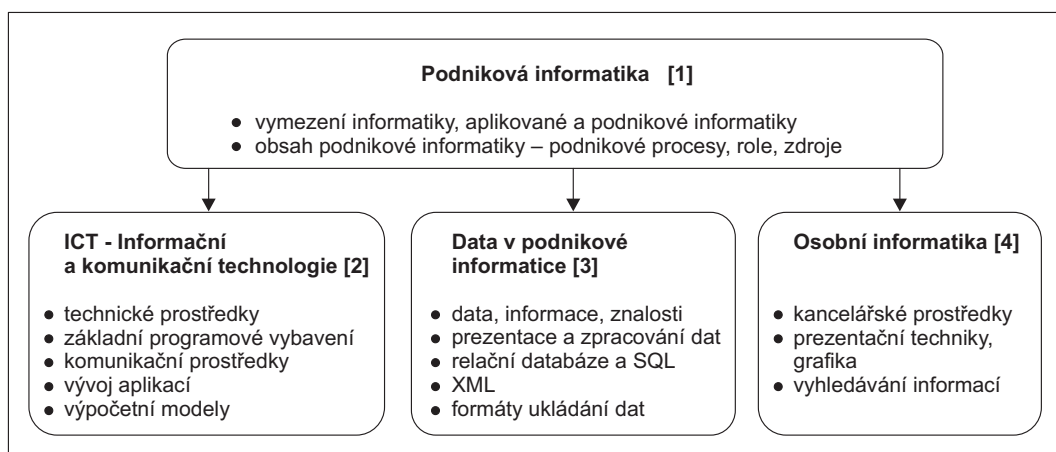 Podniková informatika [1]
● vymezení informatiky, aplikované a podnikové informatiky
● obsah podnikové informatiky – podnikové procesy, role, zdroje
ICT - Informační
a komunikační technologie [2]
● technické prostředky
● základní programové vybavení
● komunikační prostředky
● vývoj aplikací
● výpočetní modely
Data v podnikové
informatice [3]
● data, informace, znalosti
● prezentace a zpracování dat
● relační databáze a SQL
● XML
● formáty ukládání dat
Osobní informatika [4]
● kancelářské prostředky
● prezentační techniky,
grafika
● vyhledávání informací